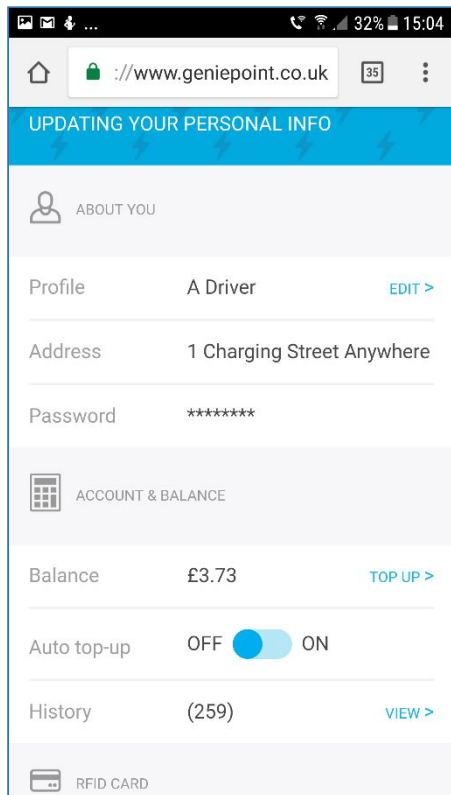 ... 32% 15:04
://www.geniepoint.co.uk 35
UPDATING YOUR PERSONAL INFO
ABOUT YOU
Profile A Driver EDIT >
Address 1 Charging Street Anywhere
Password ********
ACCOUNT & BALANCE
Balance £3.73 TOP UP >
Auto top-up OFF ON
History (259) VIEW >
RFID CARD